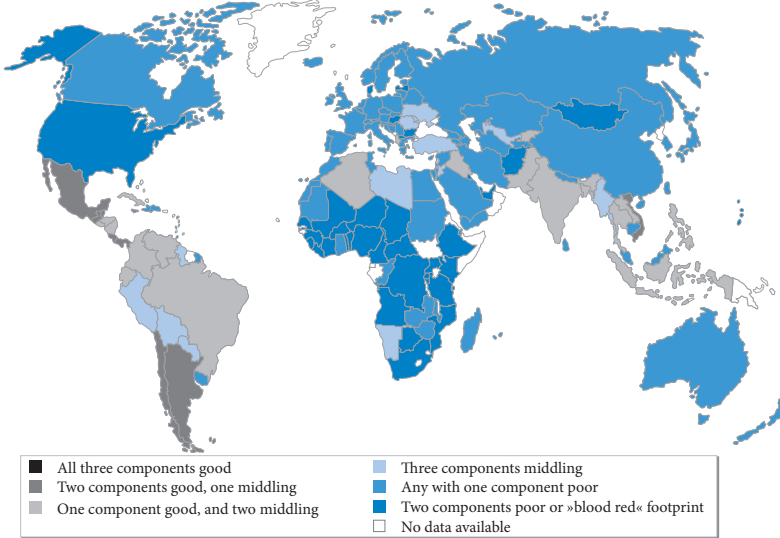 All three components good
Two components good, one middling
One component good, and two middling
Three components middling
Any with one component poor
Two components poor or »blood red« footprint
No data available